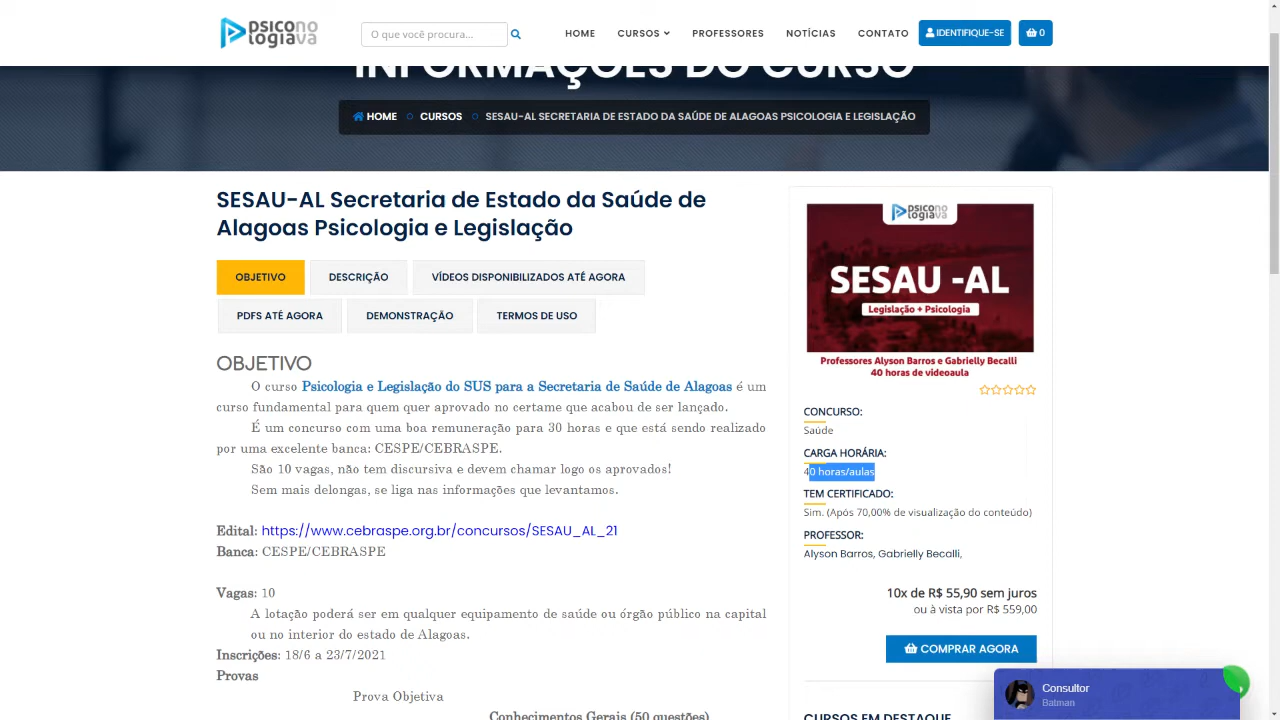 PSICONOLOGIAVA
O que você procura...
HOME
CURSOS
PROFESSORES
NOTÍCIAS
CONTATO
IDENTIFIQUE-SE
0
INFORMAÇÕES DO CURSO
HOME CURSOS SESAU-AL SECRETARIA DE ESTADO DA SAÚDE DE ALAGOAS PSICOLOGIA E LEGISLAÇÃO
SESAU-AL Secretaria de Estado da Saúde de
Alagoas Psicologia e Legislação
OBJETIVO
DESCRIÇÃO
VÍDEOS DISPONIBILIZADOS ATÉ AGORA
PDFS ATÉ AGORA
DEMONSTRAÇÃO
TERMOS DE USO
OBJETIVO
O curso Psicologia e Legislação do SUS para a Secretaria de Saúde de Alagoas é um
curso fundamental para quem quer aprovado no certame que acabou de ser lançado.
É um concurso com uma boa remuneração para 30 horas e que está sendo realizado
por uma excelente banca: CESPE/CEBRASPE.
São 10 vagas, não tem discursiva e devem chamar logo os aprovados!
Sem mais delongas, se liga nas informações que levantamos.
Edital: https://www.cebraspe.org.br/concursos/SESAU_AL_21
Banca: CESPE/CEBRASPE
Vagas: 10
A lotação poderá ser em qualquer equipamento de saúde ou órgão público na capital
ou no interior do estado de Alagoas.
Inscrições: 18/6 a 23/7/2021
Provas
Prova Objetiva
Conhecimentos Gerais (50 questões)
PSICONOLOGIAVA
SESAU -AL
Legislação + Psicologia
Professores Alyson Barros e Gabrielly Becalli
40 horas de videoaula
CONCURSO:
Saúde
CARGA HORÁRIA:
40 horas/aulas
TEM CERTIFICADO:
Sim. (Após 70,00% de visualização do conteúdo)
PROFESSOR:
Alyson Barros, Gabrielly Becalli,
10x de R$ 55,90 sem juros
ou à vista por R$ 559,00
COMPRAR AGORA
CURSOS EM DESTAQUE
Consultor
Batman